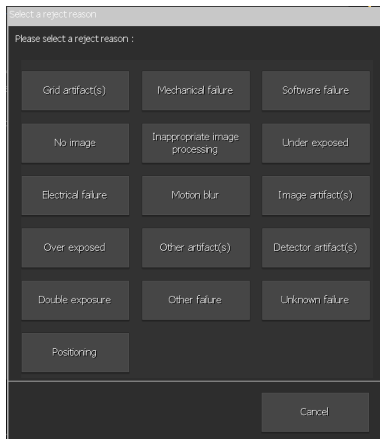 Select a reject reason
Please select a reject reason :
Grid artifact(s)
Mechanical failure
Software failure
No image
Inappropriate image
processing
Under exposed
Electrical failure
Motion blur
Image artifact(s)
Over exposed
Other artifact(s)
Detector artifact(s)
Double exposure
Other failure
Unknown failure
Positioning
Cancel